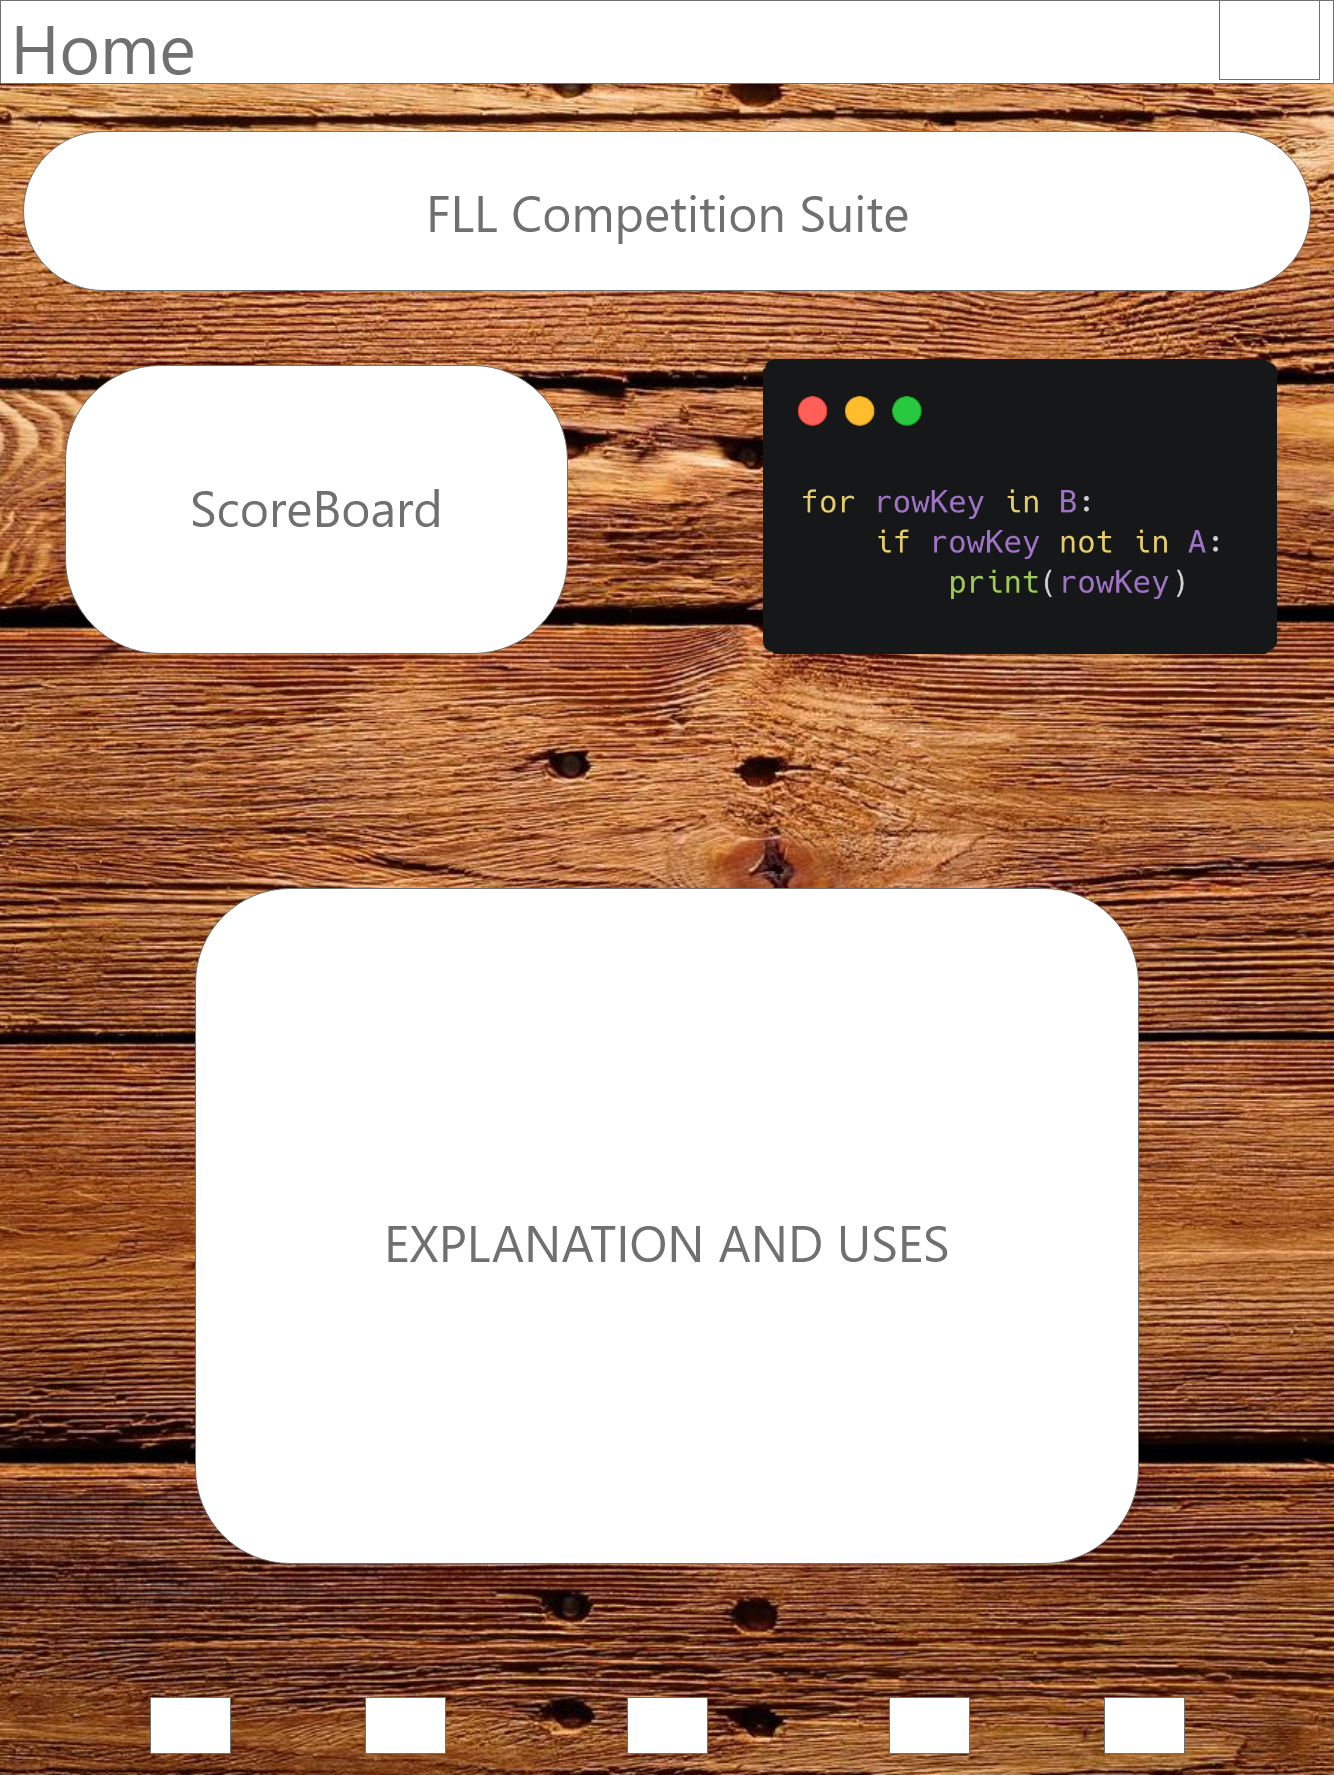 Home
FLL Competition Suite
ScoreBoard
for rowKey in B:
    if rowKey not in A:
        print(rowKey)
EXPLANATION AND USES